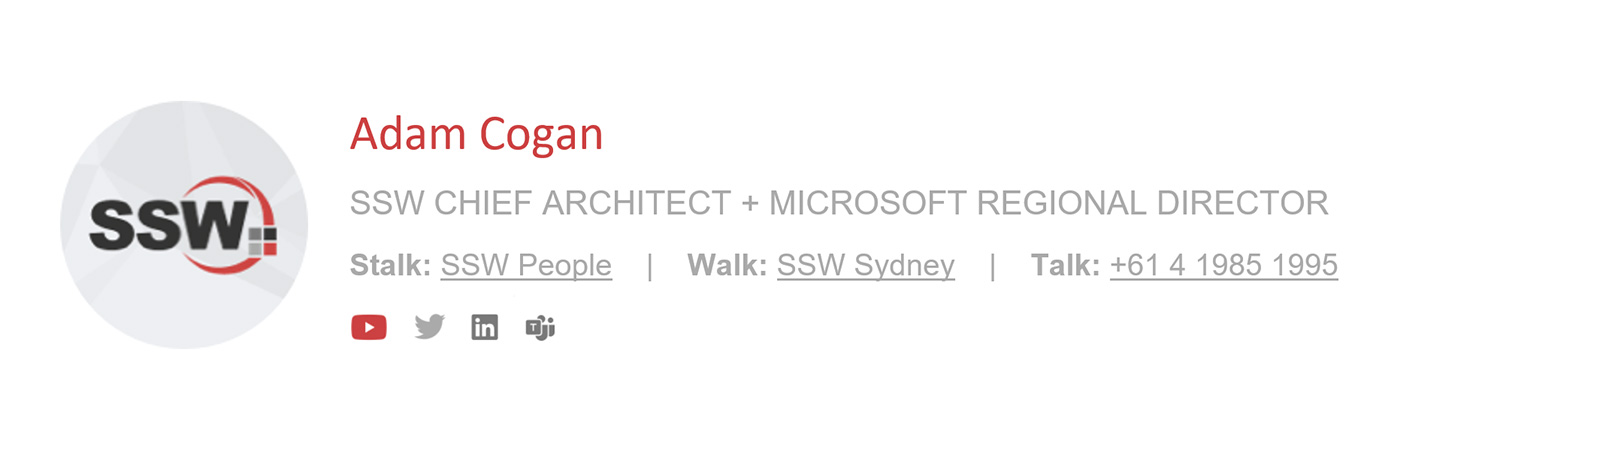 SSW
Adam Cogan
SSW CHIEF ARCHITECT + MICROSOFT REGIONAL DIRECTOR
Stalk: SSW People | Walk: SSW Sydney | Talk: +61 4 1985 1995
in T